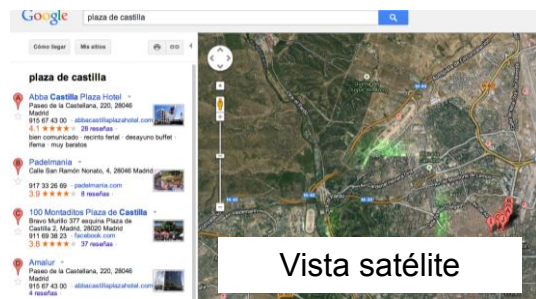 Google
plaza de castilla
Cómo llegar
Mis sitios
plaza de castilla
A
Abba Castilla Plaza Hotel
Paseo de la Castellana, 220, 28046
Madrid
915 67 43 00 - abbacastillaplazahotel.com
4.1 ★★★★★ 28 reseñas
bien comunicado · recinto ferial · desayuno buffet ·
ifema · muy baratos
B
Padelmania
Calle San Ramón Nonato, 4, 28046 Madrid
917 33 26 69 · padelmania.com
3.9 ★★★★★ 8 reseñas
C
100 Montaditos Plaza de Castilla
Bravo Murillo 377 esquina Plaza de
Castilla 2, Madrid, 28020 Madrid
911 69 38 23 · facebook.com
3.6 ★★★★★ 37 reseñas
D
Amalur
Paseo de la Castellana, 220, 28046
Madrid
915 67 43 00 - abbacastillaplazahotel.com
4 reseñas
Vista satélite